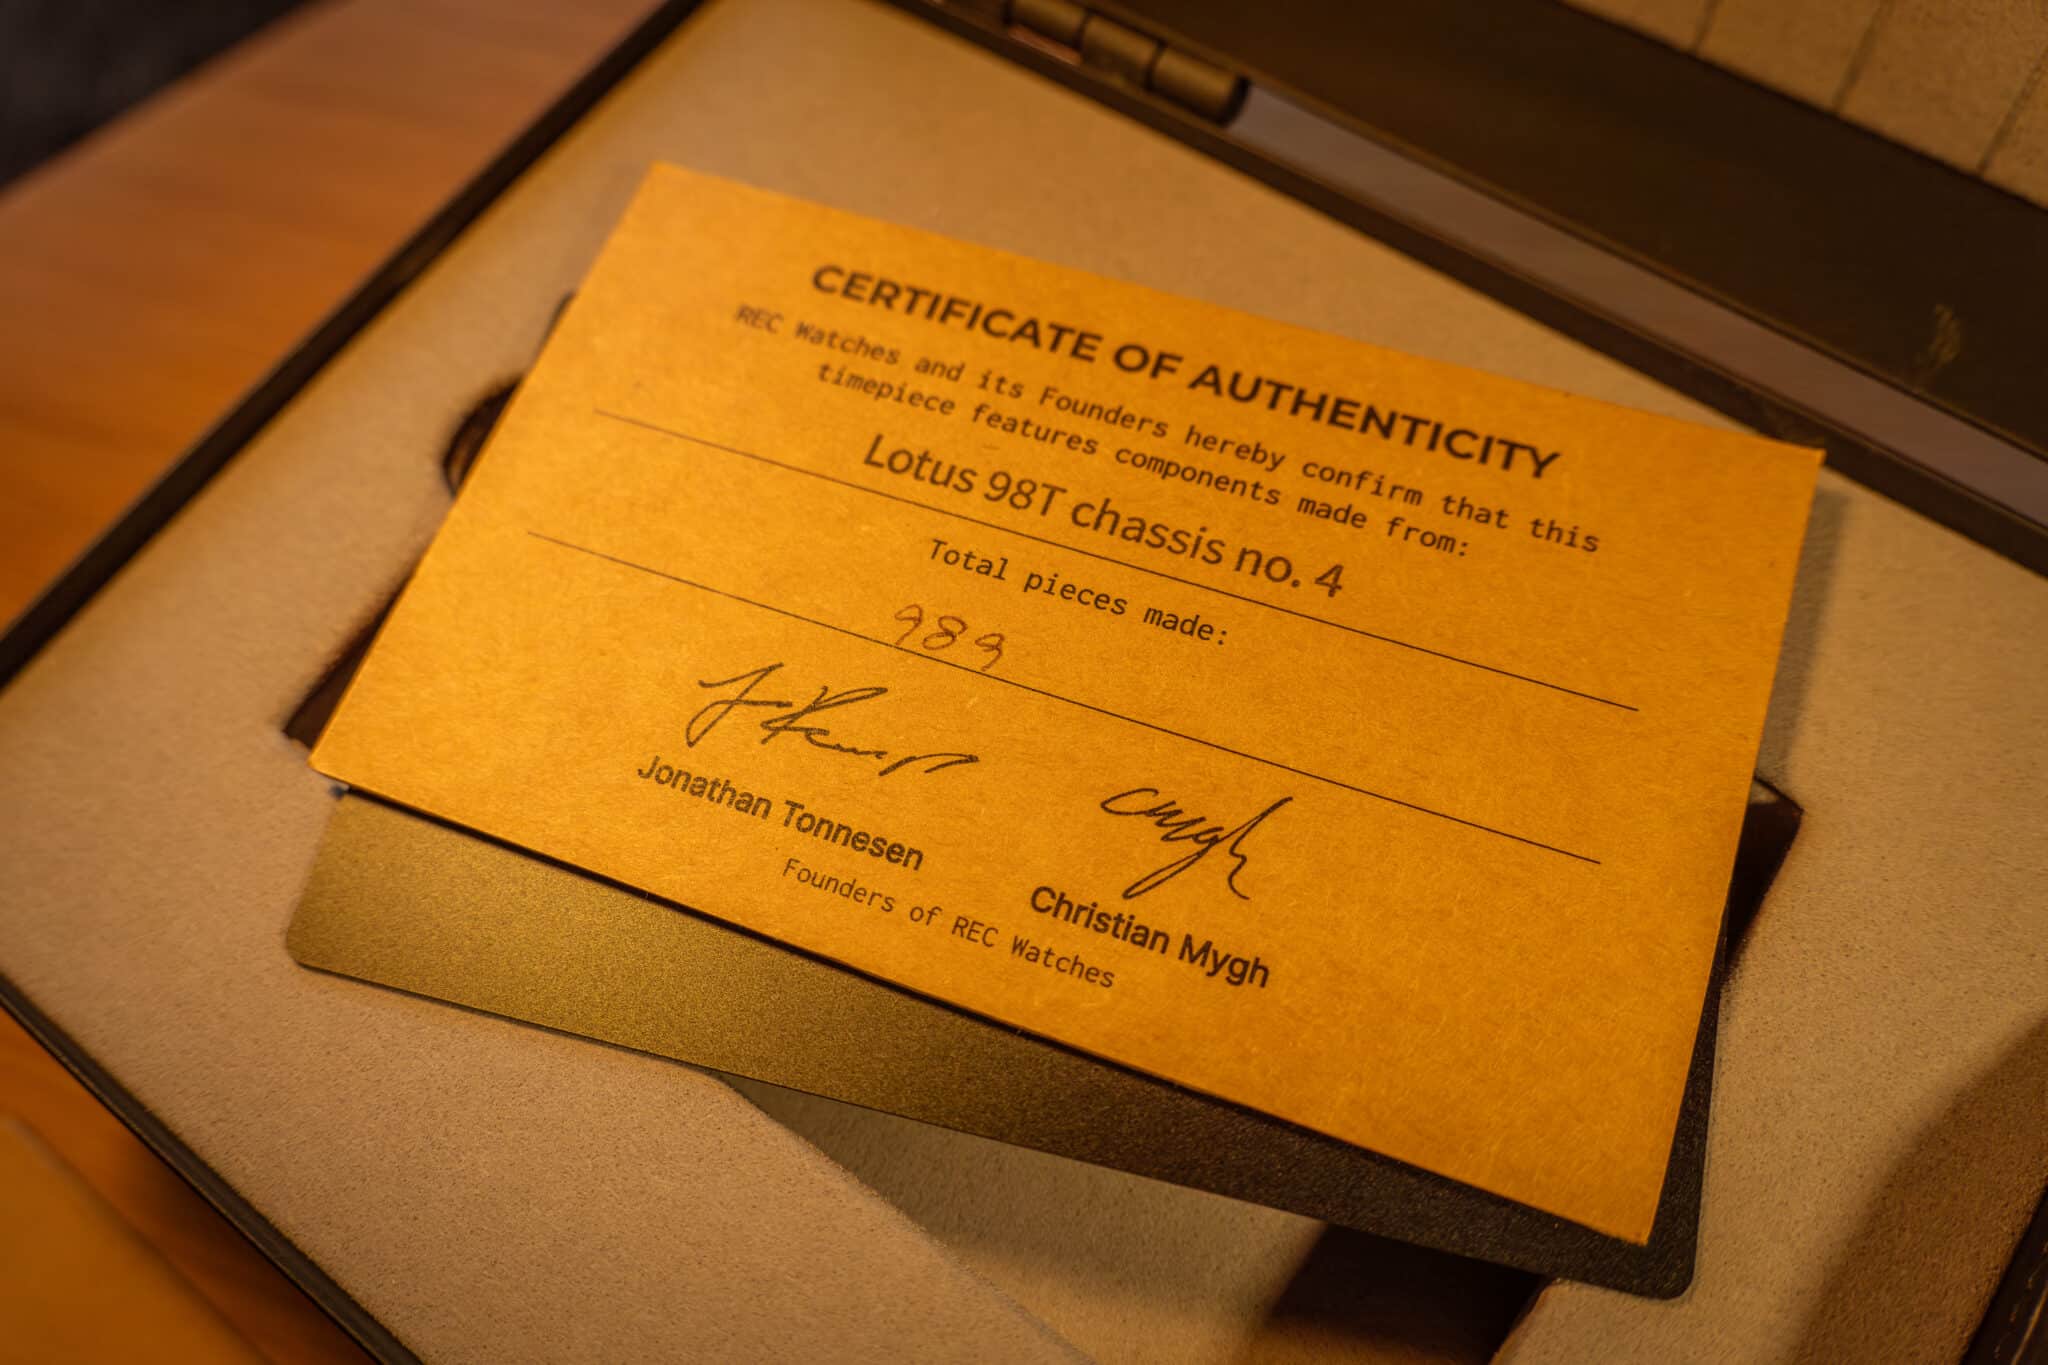 CERTIFICATE OF AUTHENTICITY
REC Watches and its Founders hereby confirm that this
timepiece features components made from:
Lotus 98T chassis no. 4
Total pieces made:
989
Jonathan Tonnesen
Christian Mygh
Founders of REC Watches